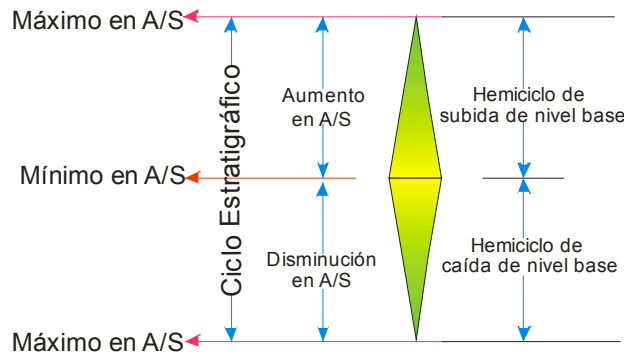 Máximo en A/S
Ciclo Estratigráfico
Aumento
en A/S
Hemiciclo de
subida de nivel base
Mínimo en A/S
Disminución
en A/S
Hemiciclo de
caída de nivel base
Máximo en A/S